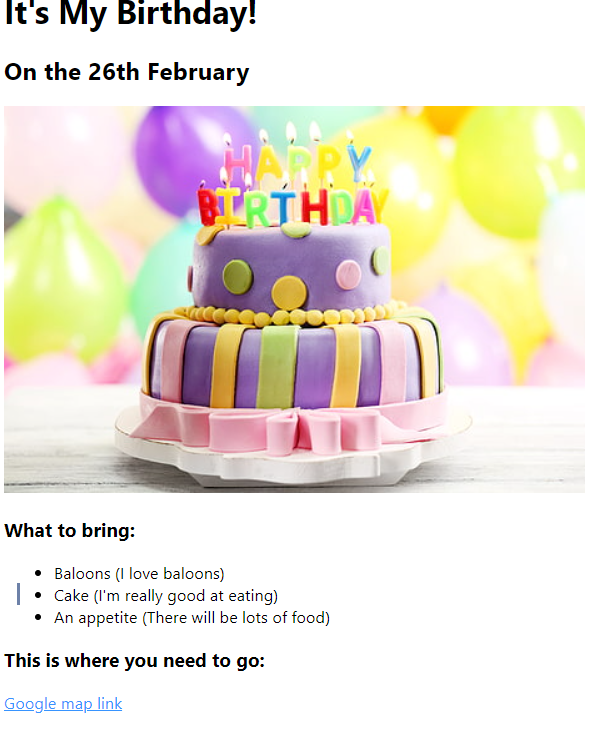 It's My Birthday!
On the 26th February
HAPPY
BIRTHDAY
What to bring:
Baloons (I love baloons)
Cake (I'm really good at eating)
An appetite (There will be lots of food)
This is where you need to go:
Google map link